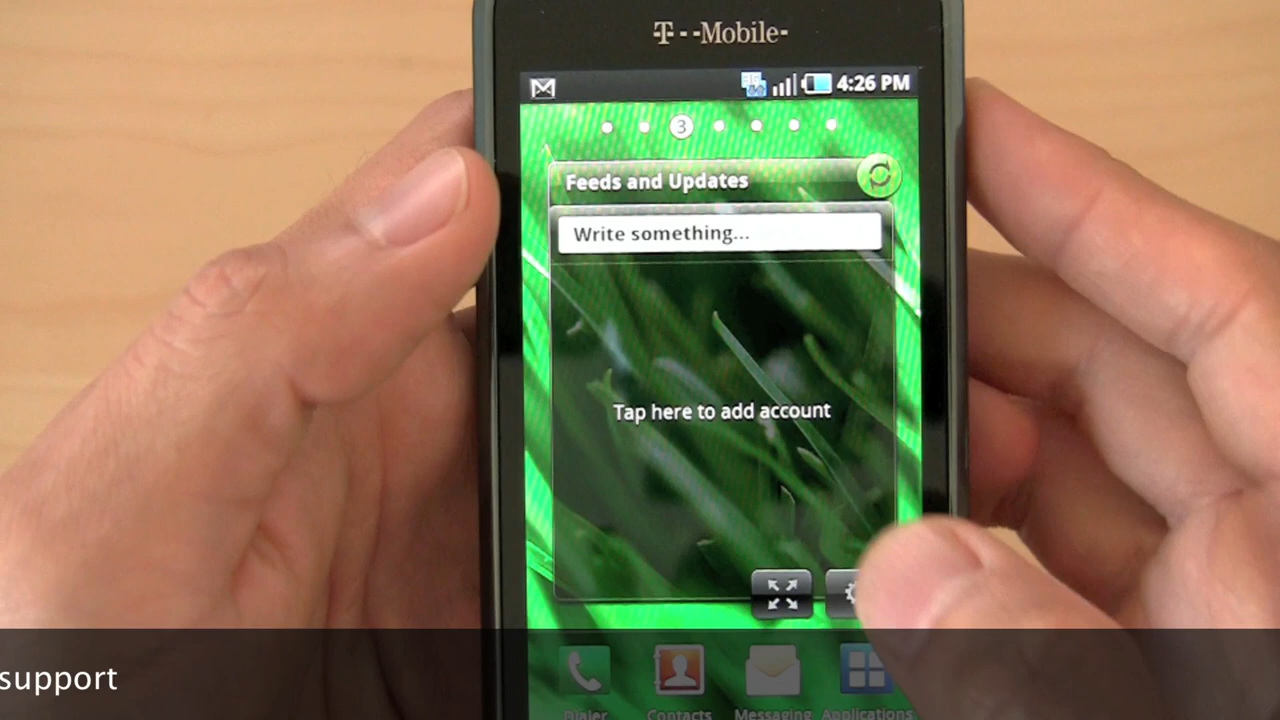 T--Mobile-
4:26 PM
3
Feeds and Updates
Write something...
Tap here to add account
support
Dialer
Contacts
Messaging
Applications